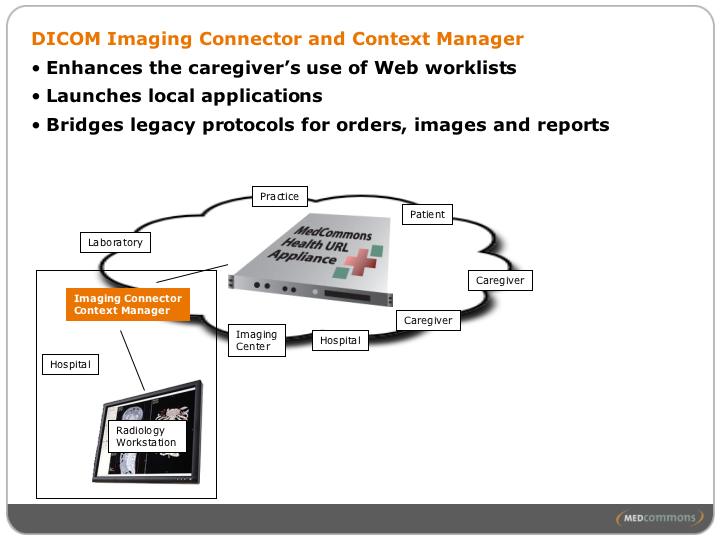 DICOM Imaging Connector and Context Manager
• Enhances the caregiver’s use of Web worklists
• Launches local applications
• Bridges legacy protocols for orders, images and reports
Practice
Patient
Laboratory
MedCommons
Health URL
Appliance
Caregiver
Imaging Connector
Context Manager
Caregiver
Imaging
Center
Hospital
Hospital
Radiology
Workstation
MEDcommons